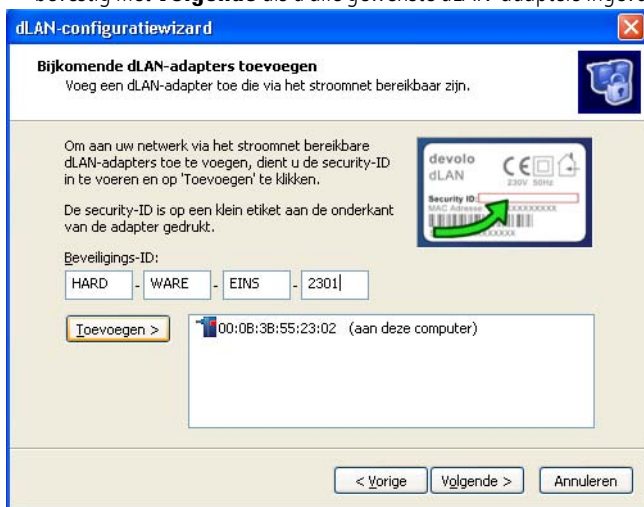 dLAN-configuratiewizard
Bijkomende dLAN-adapters toevoegen
Voeg een dLAN-adapter toe die via het stroomnet bereikbaar zijn.
Om aan uw netwerk via het stroomnet bereikbare
dLAN-adapters toe te voegen, dient u de security-ID
in te voeren en op 'Toevoegen' te klikken.
De security-ID is op een klein etiket aan de onderkant
van de adapter gedrukt.
devolo
dLAN
CE
230V 50Hz
Security ID:
MAC Adresse
Beveiligings-ID:
HARD - WARE - EINS - 2301
Toevoegen >
00:0B:3B:55:23:02 (aan deze computer)
< Vorige
Volgende >
Annuleren